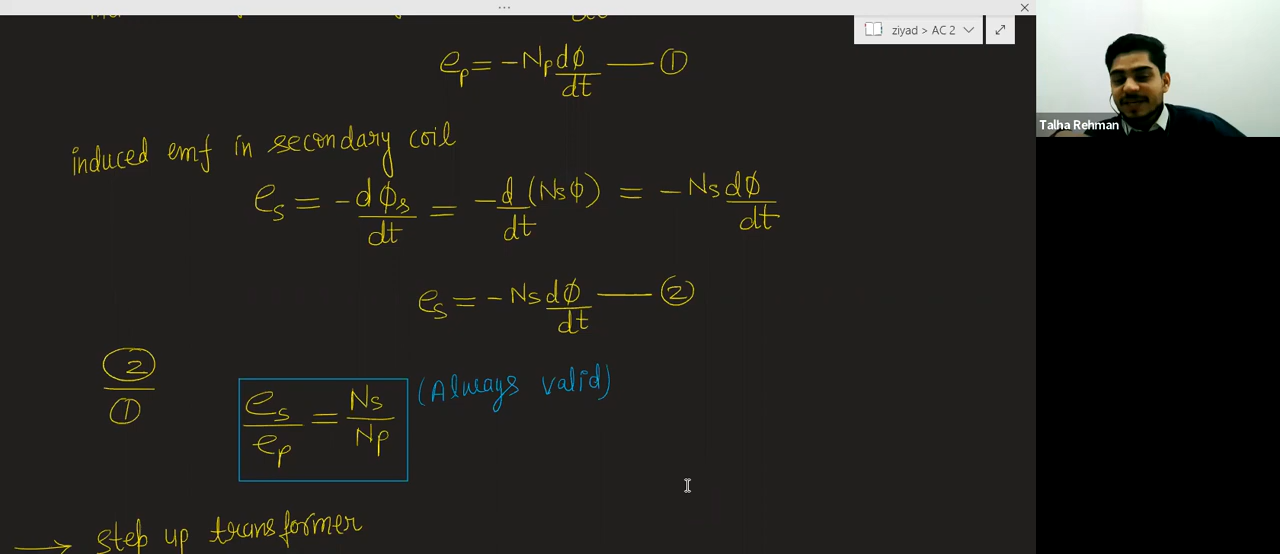 ziyad > AC 2
Talha Rehman
eₚ = -Nₚ dϕ/dt — ①
induced emf in secondary coil
eₛ = -dϕₛ/dt = -d/dt (Nₛϕ) = -Nₛ dϕ/dt
eₛ = -Nₛ dϕ/dt — ②
②/①
eₛ/eₚ = Nₛ/Nₚ (Always valid)
→ step up transformer